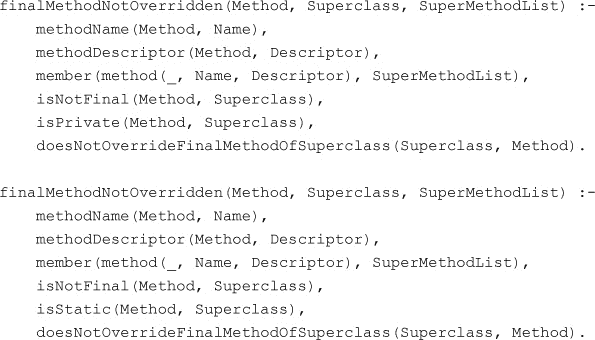 finalMethodNotOverridden(Method, Superclass, SuperMethodList) :-
    methodName(Method, Name),
    methodDescriptor(Method, Descriptor),
    member(method(_, Name, Descriptor), SuperMethodList),
    isNotFinal(Method, Superclass),
    isPrivate(Method, Superclass),
    doesNotOverrideFinalMethodOfSuperclass(Superclass, Method).

finalMethodNotOverridden(Method, Superclass, SuperMethodList) :-
    methodName(Method, Name),
    methodDescriptor(Method, Descriptor),
    member(method(_, Name, Descriptor), SuperMethodList),
    isNotFinal(Method, Superclass),
    isStatic(Method, Superclass),
    doesNotOverrideFinalMethodOfSuperclass(Superclass, Method).